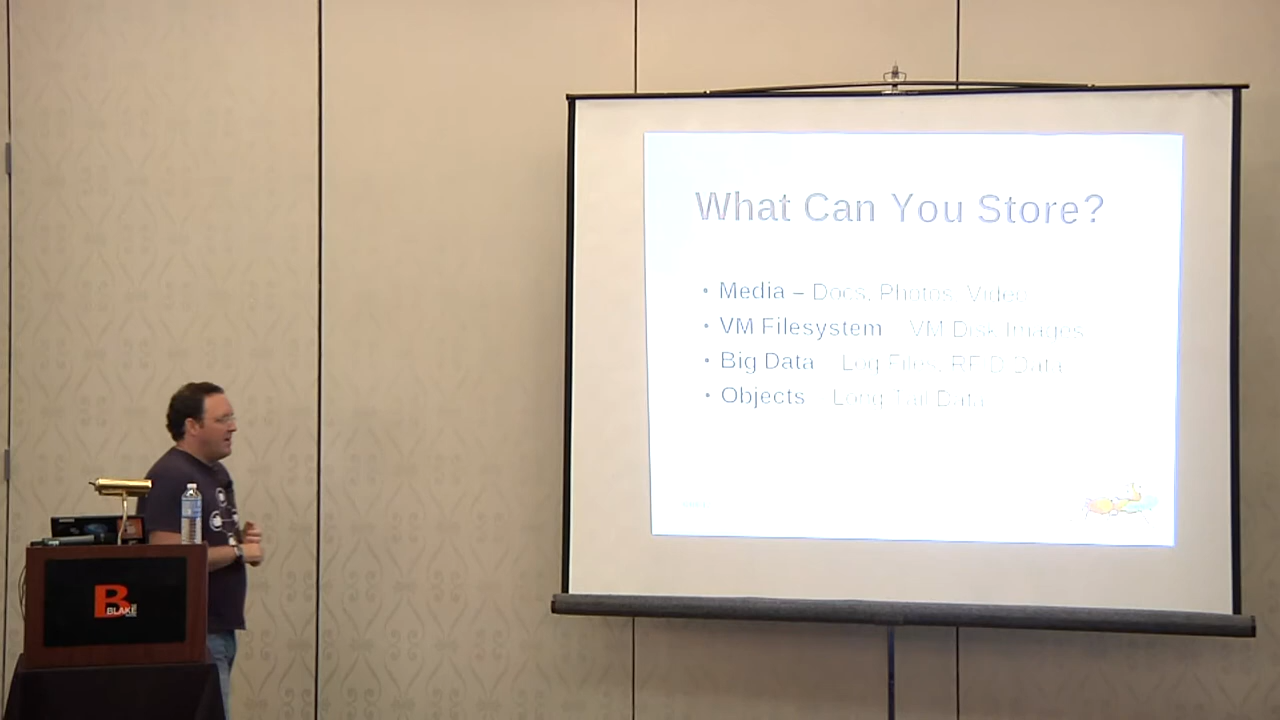 What Can You Store?
• Media – Docs, Photos, Video
• VM Filesystem – VM Disk Images
• Big Data – Log Files, RFID Data
• Objects – Long Tail Data
B
BLAKE